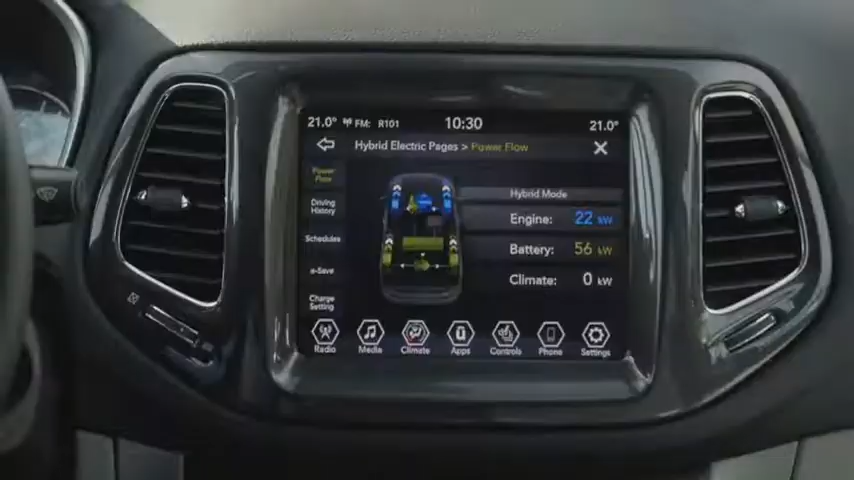 21.0° FM: R101 10:30 21.0°
Hybrid Electric Pages > Power Flow
Power Flow
Driving History
Schedules
e-Save
Charge Setting
Hybrid Mode
Engine: 22 kW
Battery: 56 kW
Climate: 0 kW
Radio Media Climate Apps Controls Phone Settings